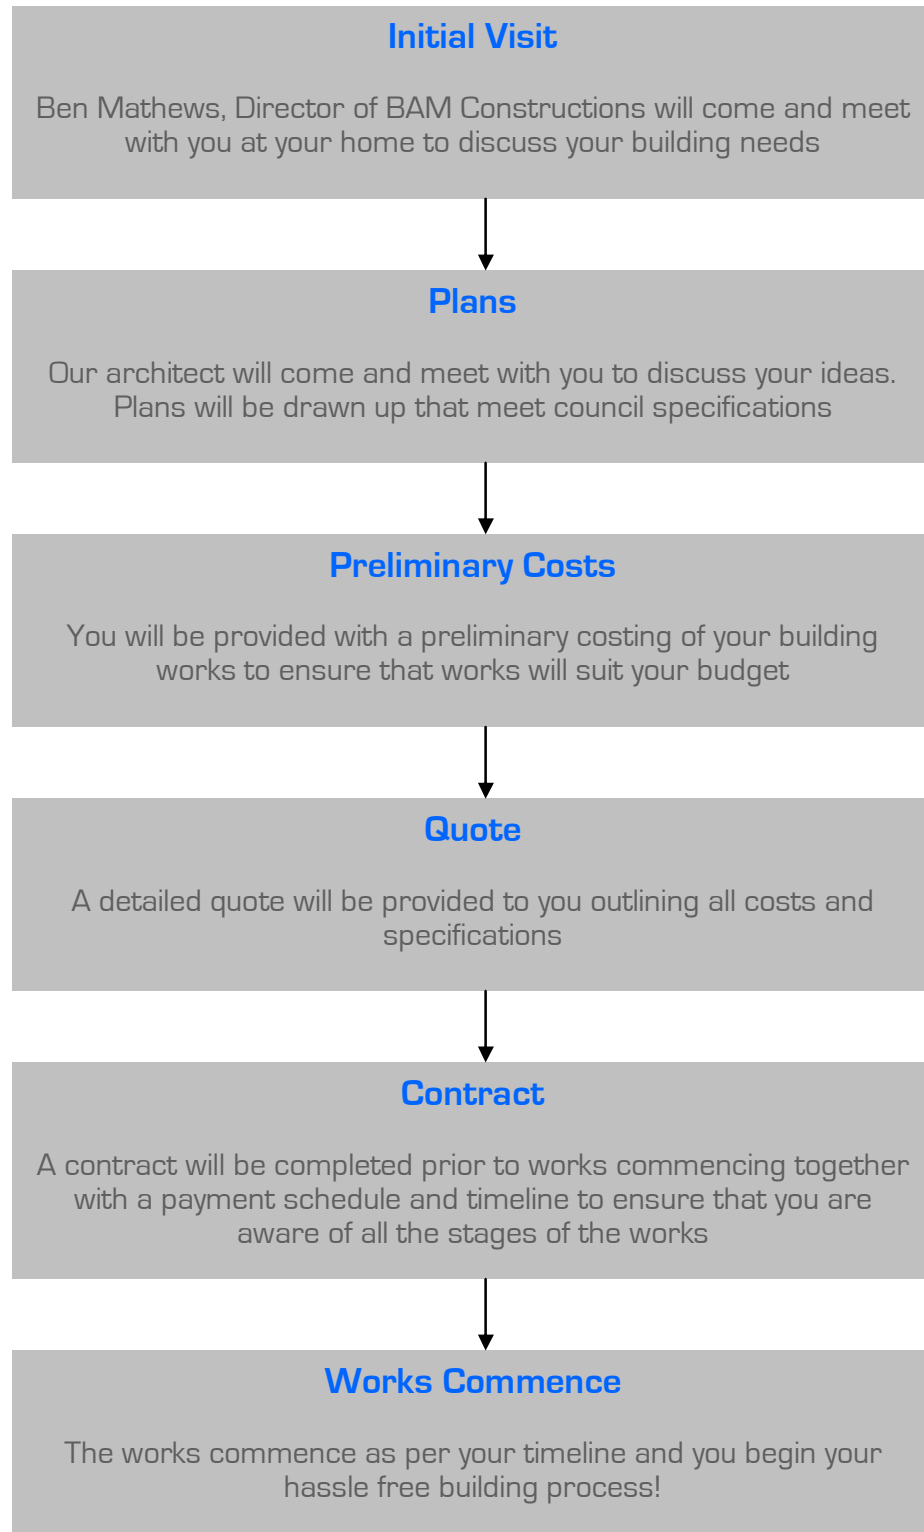 Initial Visit
Ben Mathews, Director of BAM Constructions will come and meet
with you at your home to discuss your building needs
Plans
Our architect will come and meet with you to discuss your ideas.
Plans will be drawn up that meet council specifications
Preliminary Costs
You will be provided with a preliminary costing of your building
works to ensure that works will suit your budget
Quote
A detailed quote will be provided to you outlining all costs and
specifications
Contract
A contract will be completed prior to works commencing together
with a payment schedule and timeline to ensure that you are
aware of all the stages of the works
Works Commence
The works commence as per your timeline and you begin your
hassle free building process!